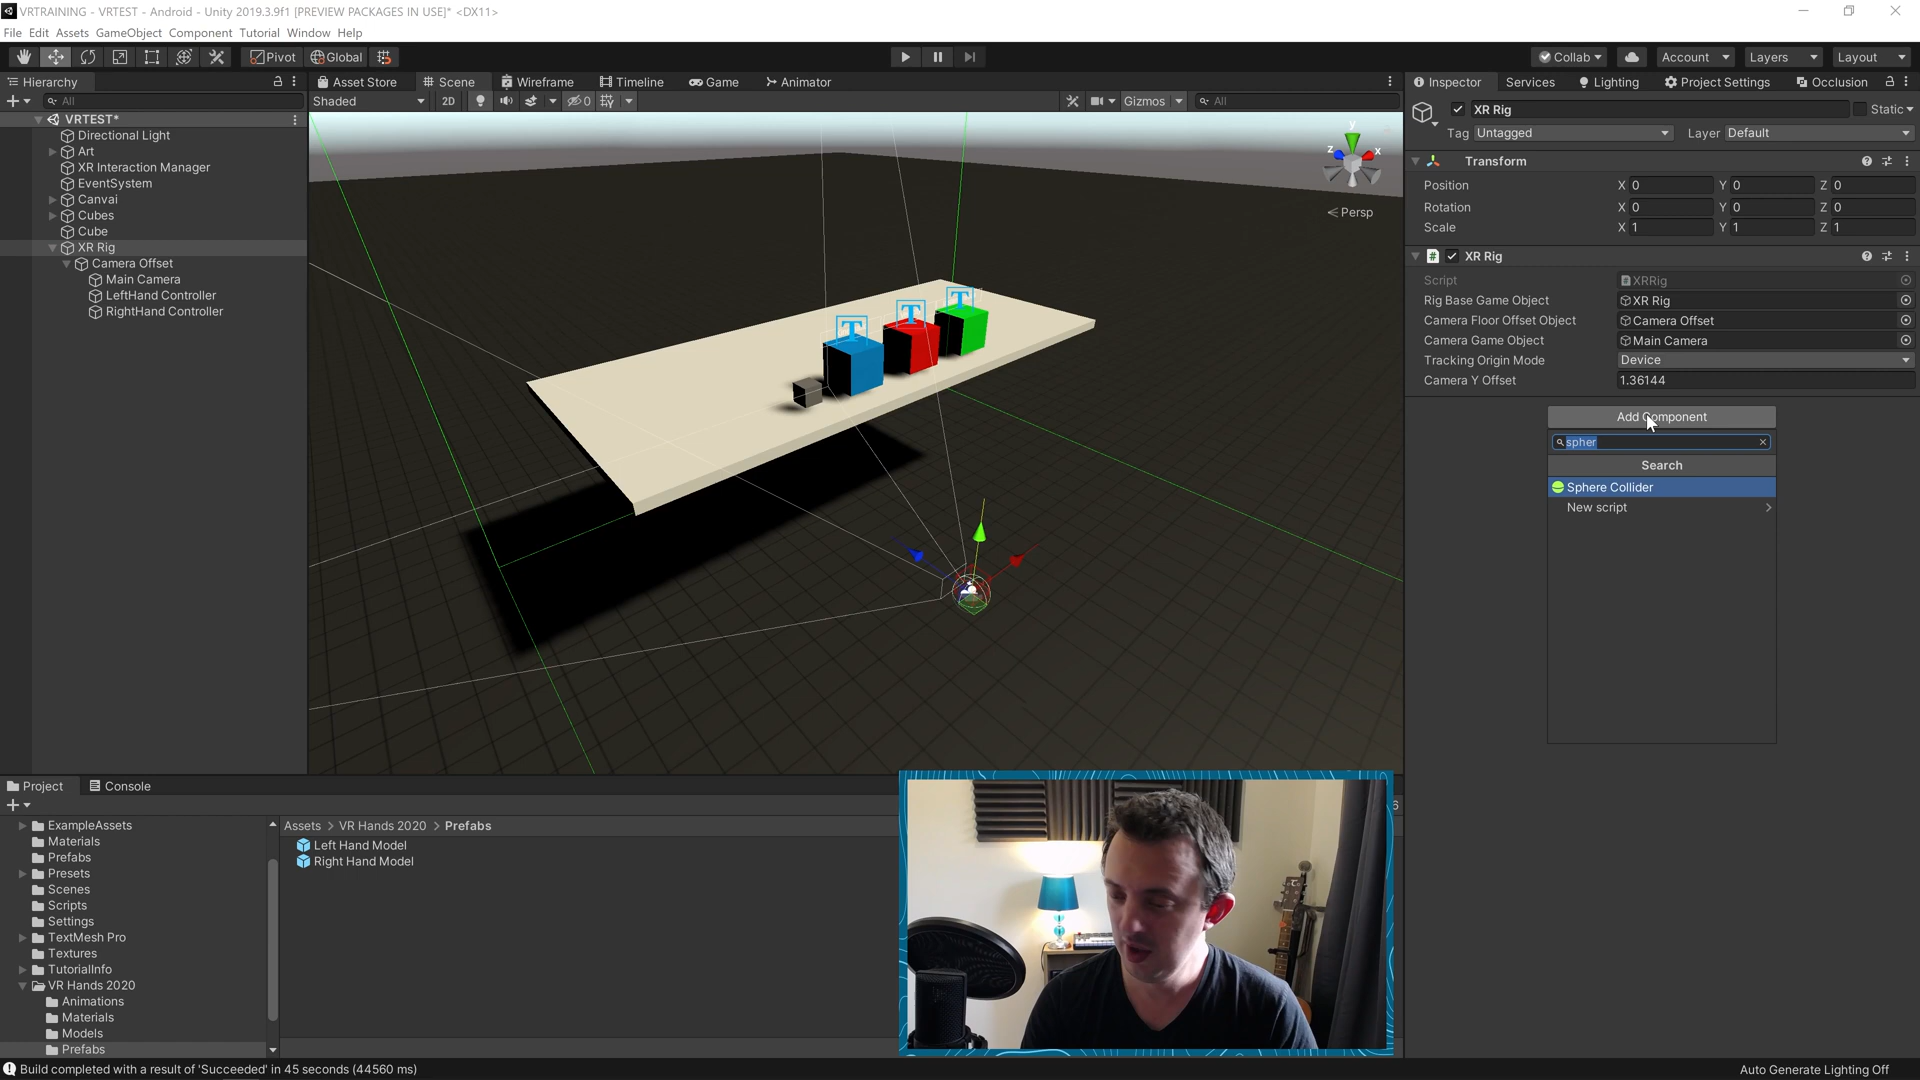 VRTRAINING - VRTEST - Android - Unity 2019.3.9f1 [PREVIEW PACKAGES IN USE]* <DX11>
File Edit Assets GameObject Component Tutorial Window Help
Pivot Global Collab Account Layers Layout
Hierarchy
All
VRTEST*
Directional Light
Art
XR Interaction Manager
EventSystem
Canvai
Cubes
Cube
XR Rig
Camera Offset
Main Camera
LeftHand Controller
RightHand Controller
Asset Store Scene Wireframe Timeline Game Animator
Shaded 2D 0 Gizmos All
y
z x
Persp
T T T
Inspector Services Lighting Project Settings Occlusion
XR Rig Static
Tag Untagged Layer Default
Transform
Position X 0 Y 0 Z 0
Rotation X 0 Y 0 Z 0
Scale X 1 Y 1 Z 1
XR Rig
Script XRRig
Rig Base Game Object XR Rig
Camera Floor Offset Object Camera Offset
Camera Game Object Main Camera
Tracking Origin Mode Device
Camera Y Offset 1.36144
Add Component
spher
Search
Sphere Collider
New script
Project Console
ExampleAssets
Materials
Prefabs
Presets
Scenes
Scripts
Settings
TextMesh Pro
Textures
TutorialInfo
VR Hands 2020
Animations
Materials
Models
Prefabs
Assets > VR Hands 2020 > Prefabs
Left Hand Model
Right Hand Model
6
Build completed with a result of 'Succeeded' in 45 seconds (44560 ms)
Auto Generate Lighting Off